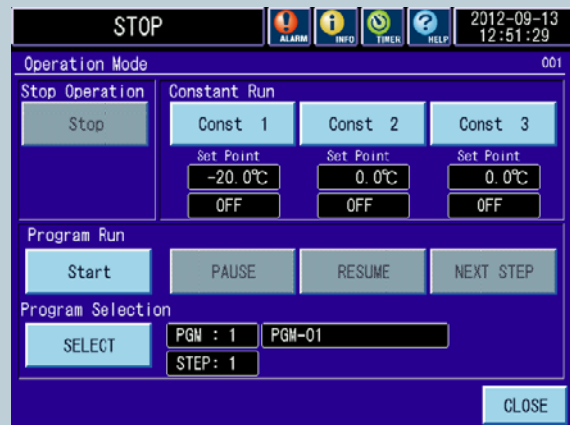 STOP ALARM INFO TIMER HELP 2012-09-13
12:51:29
Operation Mode 001
Stop Operation Constant Run
Stop Const 1 Const 2 Const 3
Set Point Set Point Set Point
-20.0℃ 0.0℃ 0.0℃
OFF OFF OFF
Program Run
Start PAUSE RESUME NEXT STEP
Program Selection
SELECT PGM : 1 PGM-01
STEP: 1
CLOSE